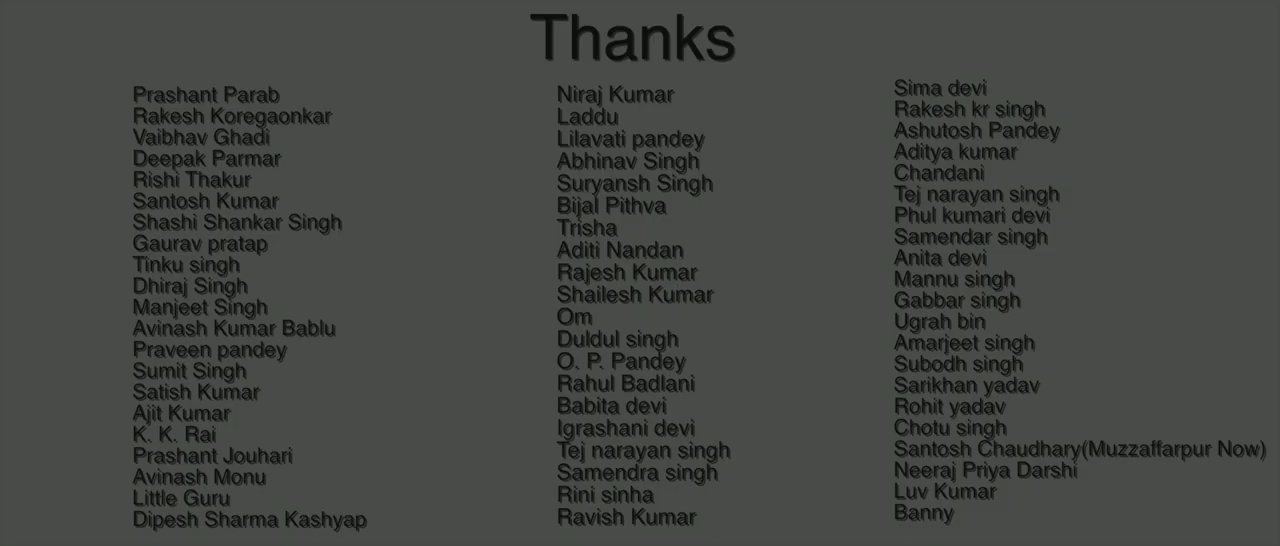 Thanks
Prashant Parab
Rakesh Koregaonkar
Vaibhav Ghadi
Deepak Parmar
Rishi Thakur
Santosh Kumar
Shashi Shankar Singh
Gaurav pratap
Tinku singh
Dhiraj Singh
Manjeet Singh
Avinash Kumar Bablu
Praveen pandey
Sumit Singh
Satish Kumar
Ajit Kumar
K. K. Rai
Prashant Jouhari
Avinash Monu
Little Guru
Dipesh Sharma Kashyap
Niraj Kumar
Laddu
Lilavati pandey
Abhinav Singh
Suryansh Singh
Bijal Pithva
Trisha
Aditi Nandan
Rajesh Kumar
Shailesh Kumar
Om
Duldul singh
O. P. Pandey
Rahul Badlani
Babita devi
Igrashani devi
Tej narayan singh
Samendra singh
Rini sinha
Ravish Kumar
Sima devi
Rakesh kr singh
Ashutosh Pandey
Aditya kumar
Chandani
Tej narayan singh
Phul kumari devi
Samendar singh
Anita devi
Mannu singh
Gabbar singh
Ugrah bin
Amarjeet singh
Subodh singh
Sarikhan yadav
Rohit yadav
Chotu singh
Santosh Chaudhary(Muzzaffarpur Now)
Neeraj Priya Darshi
Luv Kumar
Banny